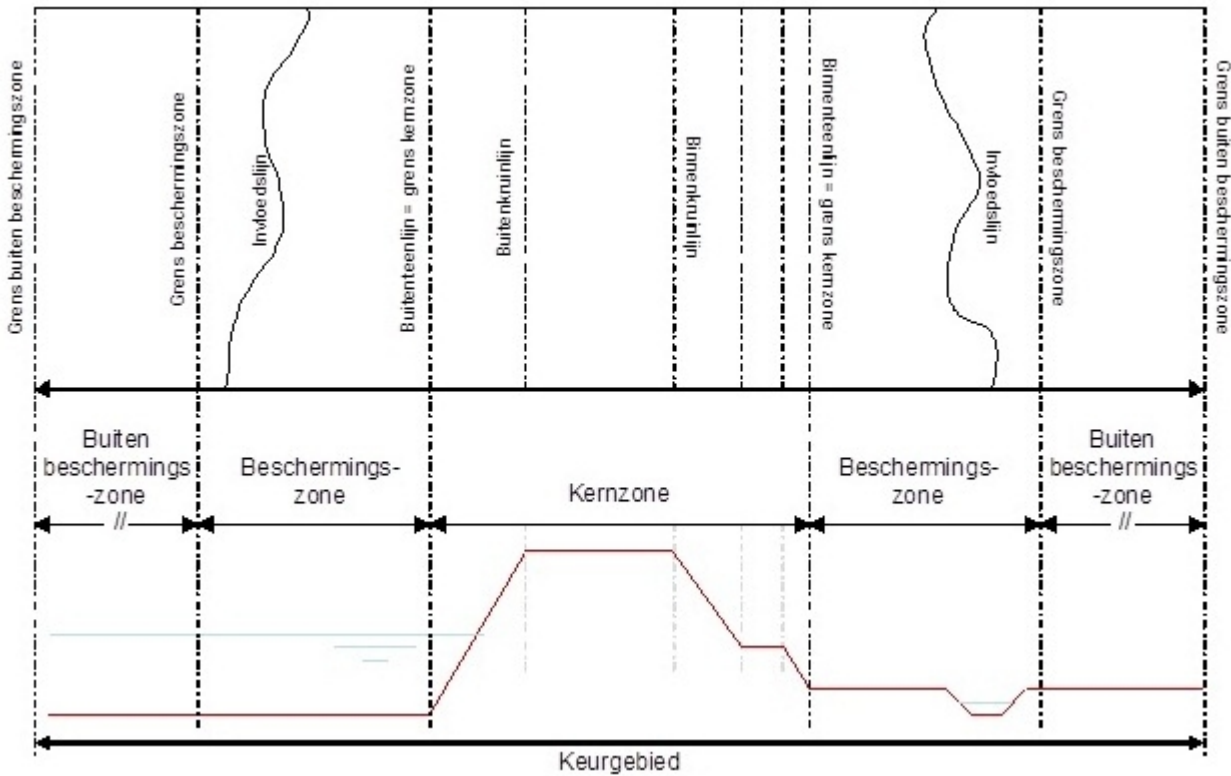 Grens buiten beschermingszone
Grens beschermingszone
Invloedslijn
Buitenteenlijn = grens kernzone
Buitenkruinlijn
Binnenkruinlijn
Binnenteenlijn = grens kernzone
Invloedslijn
Grens beschermingszone
Grens buiten beschermingszone
Buiten
beschermings
-zone
//
Beschermings-
zone
Kernzone
Beschermings-
zone
Buiten
beschermings
-zone
//
Keurgebied